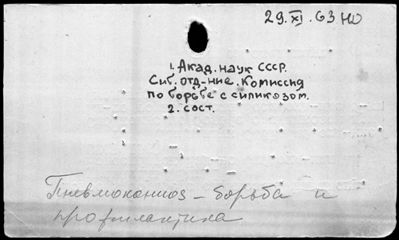 29.XI.63 НО
1. Акад. наук СССР.
Сиб. отд-ние. Комиссия
по борьбе с силикозом.
2. сост.
Пневмокониоз – борьба и
профилактика